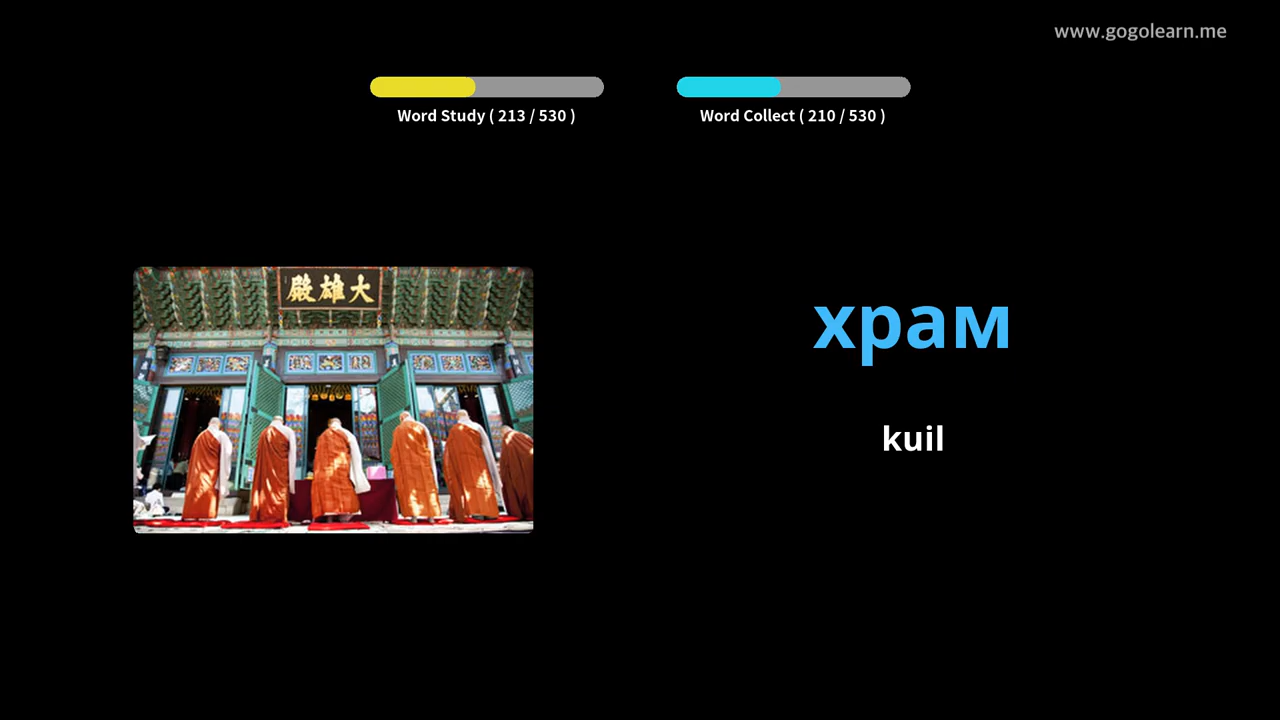 www.gogolearn.me
Word Study ( 213 / 530 )
Word Collect ( 210 / 530 )
殿雄大
храм
kuil